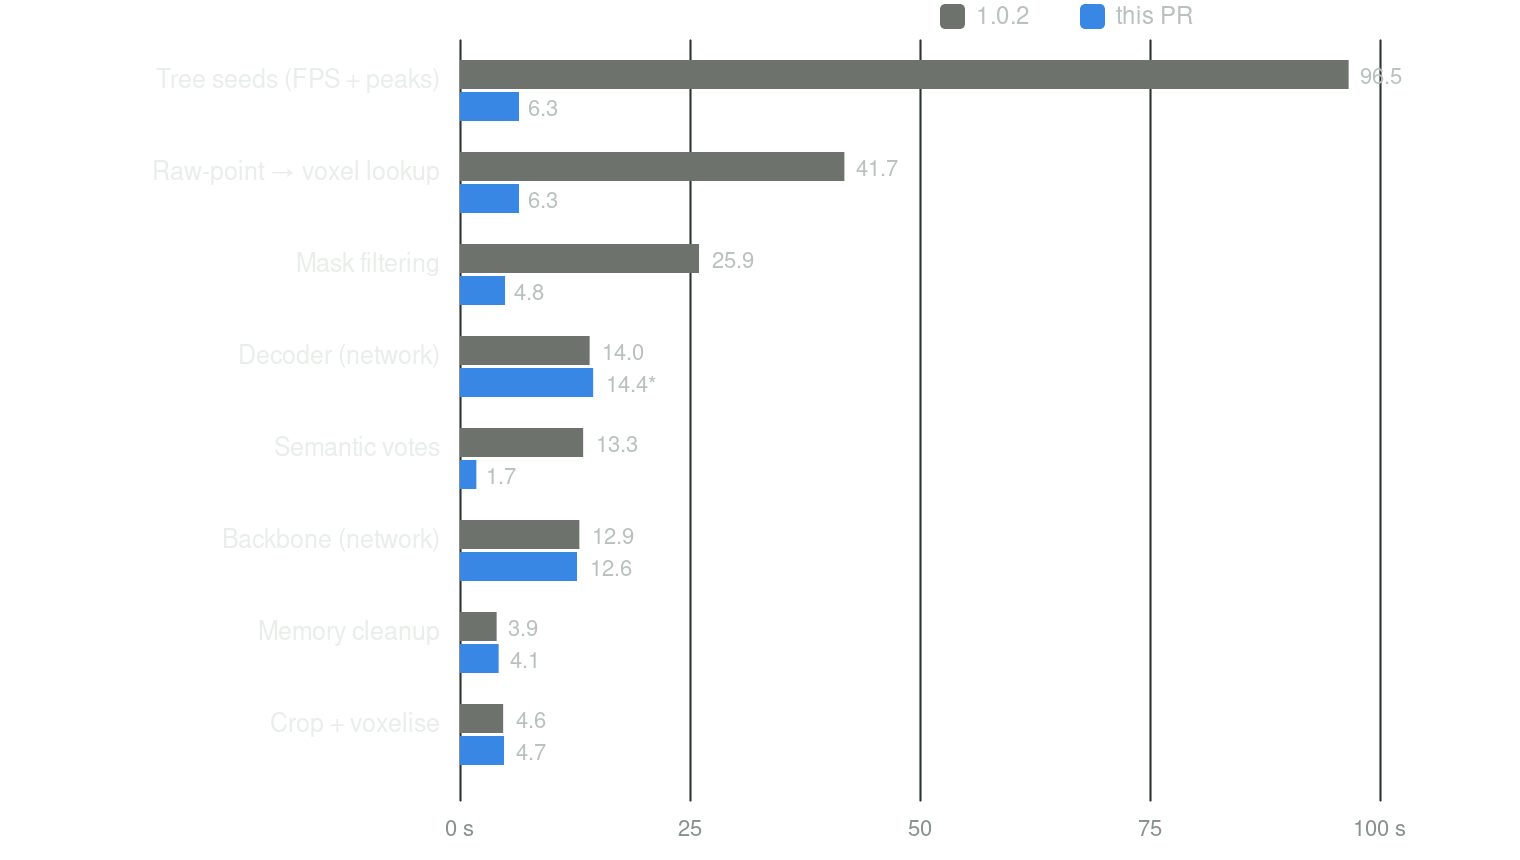 1.0.2 this PR
Tree seeds (FPS + peaks) 96.5
6.3
Raw-point → voxel lookup 41.7
6.3
Mask filtering 25.9
4.8
Decoder (network) 14.0
14.4*
Semantic votes 13.3
1.7
Backbone (network) 12.9
12.6
Memory cleanup 3.9
4.1
Crop + voxelise 4.6
4.7
0 s 25 50 75 100 s